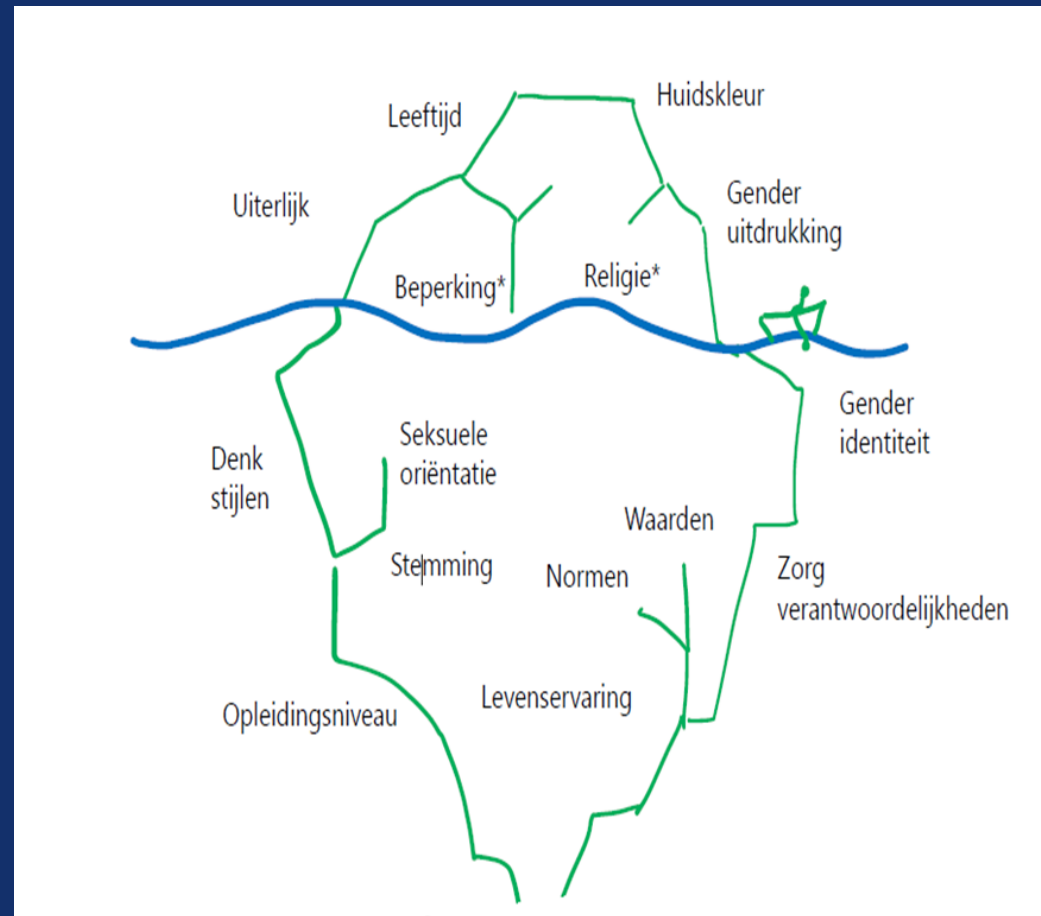 Huidskleur
Leeftijd
Uiterlijk
Gender
uitdrukking
Beperking*
Religie*
Gender
identiteit
Seksuele
oriëntatie
Denk
stijlen
Waarden
Stemming
Normen
Zorg
verantwoordelijkheden
Levenservaring
Opleidingsniveau